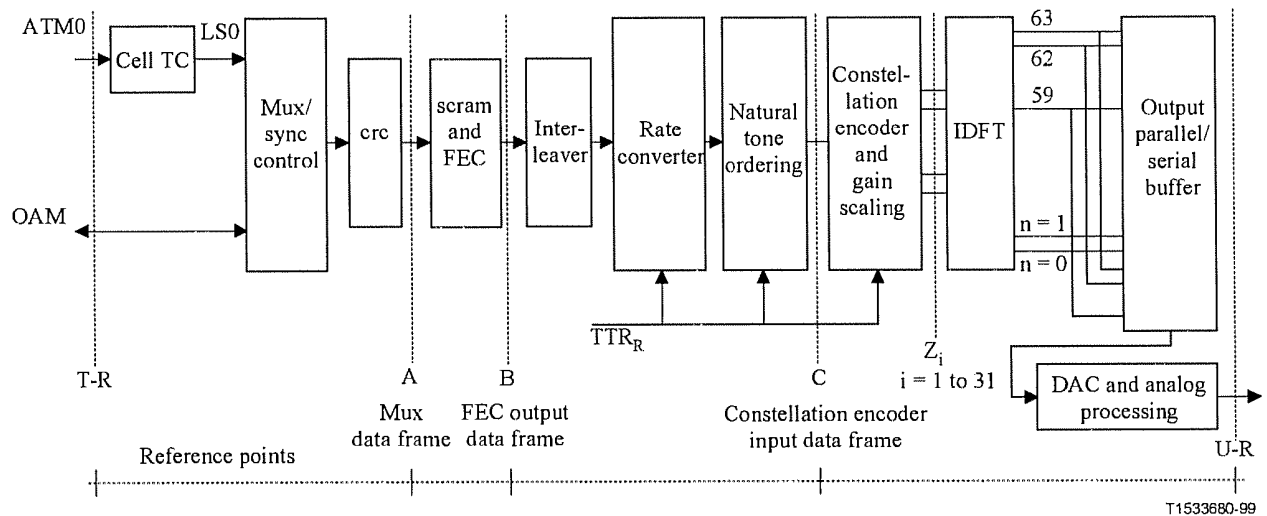 ATM0
LS0
Cell TC
Mux/
sync
control
crc
scram
and
FEC
Inter-
leaver
Rate
converter
Natural
tone
ordering
Constel-
lation
encoder
and
gain
scaling
IDFT
63
62
59
n = 1
n = 0
Output
parallel/
serial
buffer
OAM
TTR_R
T-R
A
B
C
Z_i
i = 1 to 31
DAC and analog
processing
Mux
data frame
FEC output
data frame
Constellation encoder
input data frame
Reference points
U-R
T1533680-99